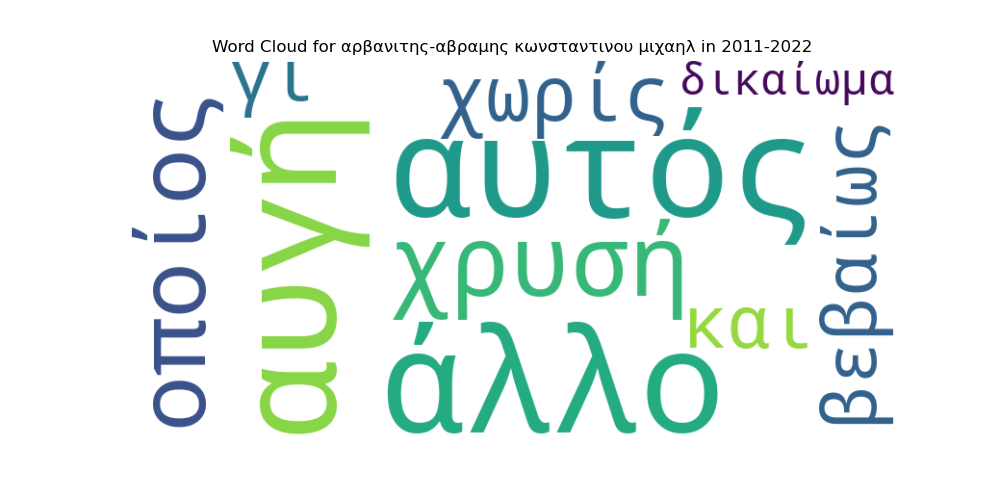 Word Cloud for αρβανιτης-αβραμης κωνσταντινου μιχαηλ in 2011-2022
οποίος
γι
αυγή
χωρίς
δικαίωμα
αυτός
χρυσή
και
άλλο
βεβαίως